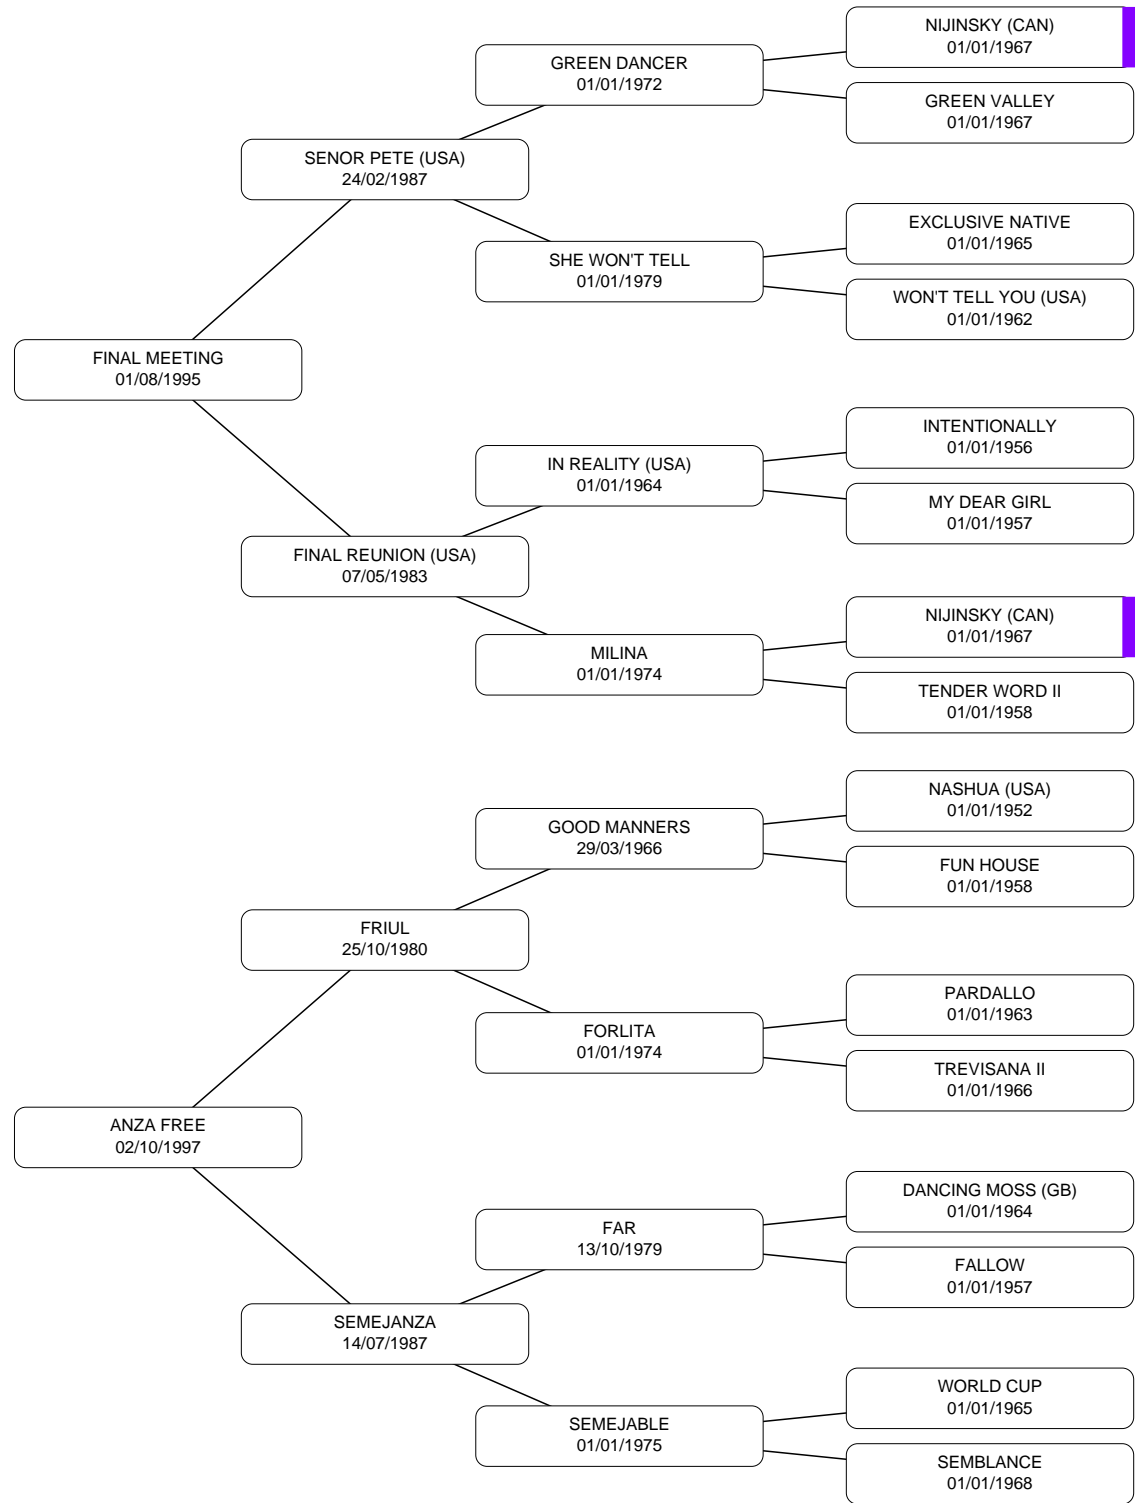 NIJINSKY (CAN)
01/01/1967
GREEN DANCER
01/01/1972
GREEN VALLEY
01/01/1967
SENOR PETE (USA)
24/02/1987
EXCLUSIVE NATIVE
01/01/1965
SHE WON'T TELL
01/01/1979
WON'T TELL YOU (USA)
01/01/1962
FINAL MEETING
01/08/1995
INTENTIONALLY
01/01/1956
IN REALITY (USA)
01/01/1964
MY DEAR GIRL
01/01/1957
FINAL REUNION (USA)
07/05/1983
NIJINSKY (CAN)
01/01/1967
MILINA
01/01/1974
TENDER WORD II
01/01/1958
NASHUA (USA)
01/01/1952
GOOD MANNERS
29/03/1966
FUN HOUSE
01/01/1958
FRIUL
25/10/1980
PARDALLO
01/01/1963
FORLITA
01/01/1974
TREVISANA II
01/01/1966
ANZA FREE
02/10/1997
DANCING MOSS (GB)
01/01/1964
FAR
13/10/1979
FALLOW
01/01/1957
SEMEJANZA
14/07/1987
WORLD CUP
01/01/1965
SEMEJABLE
01/01/1975
SEMBLANCE
01/01/1968